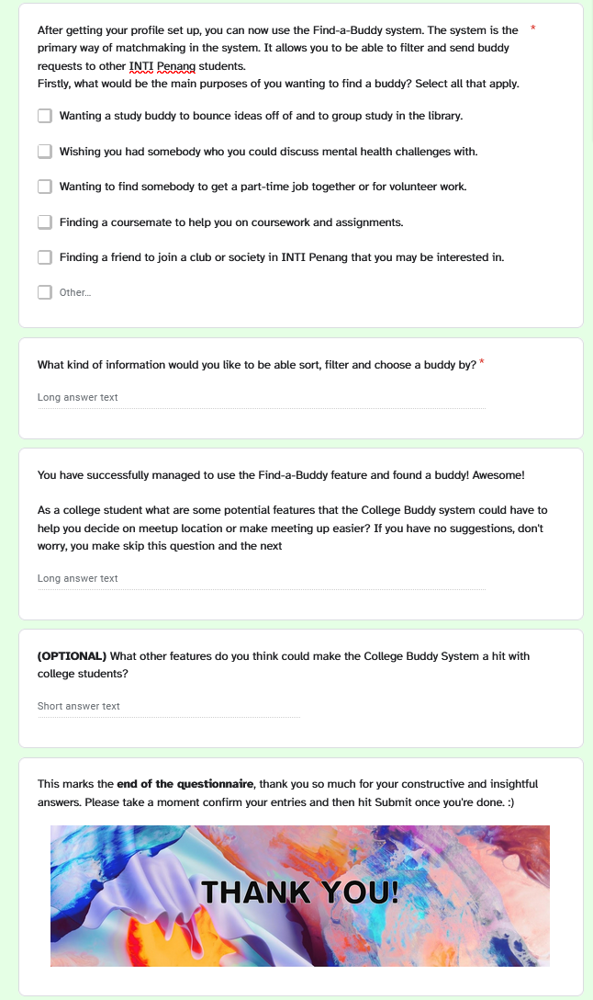 After getting your profile set up, you can now use the Find-a-Buddy system. The system is the *
primary way of matchmaking in the system. It allows you to be able to filter and send buddy
requests to other INTI Penang students.
Firstly, what would be the main purposes of you wanting to find a buddy? Select all that apply.
Wanting a study buddy to bounce ideas off of and to group study in the library.
Wishing you had somebody who you could discuss mental health challenges with.
Wanting to find somebody to get a part-time job together or for volunteer work.
Finding a coursemate to help you on coursework and assignments.
Finding a friend to join a club or society in INTI Penang that you may be interested in.
Other...
What kind of information would you like to be able sort, filter and choose a buddy by? *
Long answer text
You have successfully managed to use the Find-a-Buddy feature and found a buddy! Awesome!
As a college student what are some potential features that the College Buddy system could have to
help you decide on meetup location or make meeting up easier? If you have no suggestions, don't
worry, you make skip this question and the next
Long answer text
(OPTIONAL) What other features do you think could make the College Buddy System a hit with
college students?
Short answer text
This marks the end of the questionnaire, thank you so much for your constructive and insightful
answers. Please take a moment confirm your entries and then hit Submit once you're done. :)
THANK YOU!